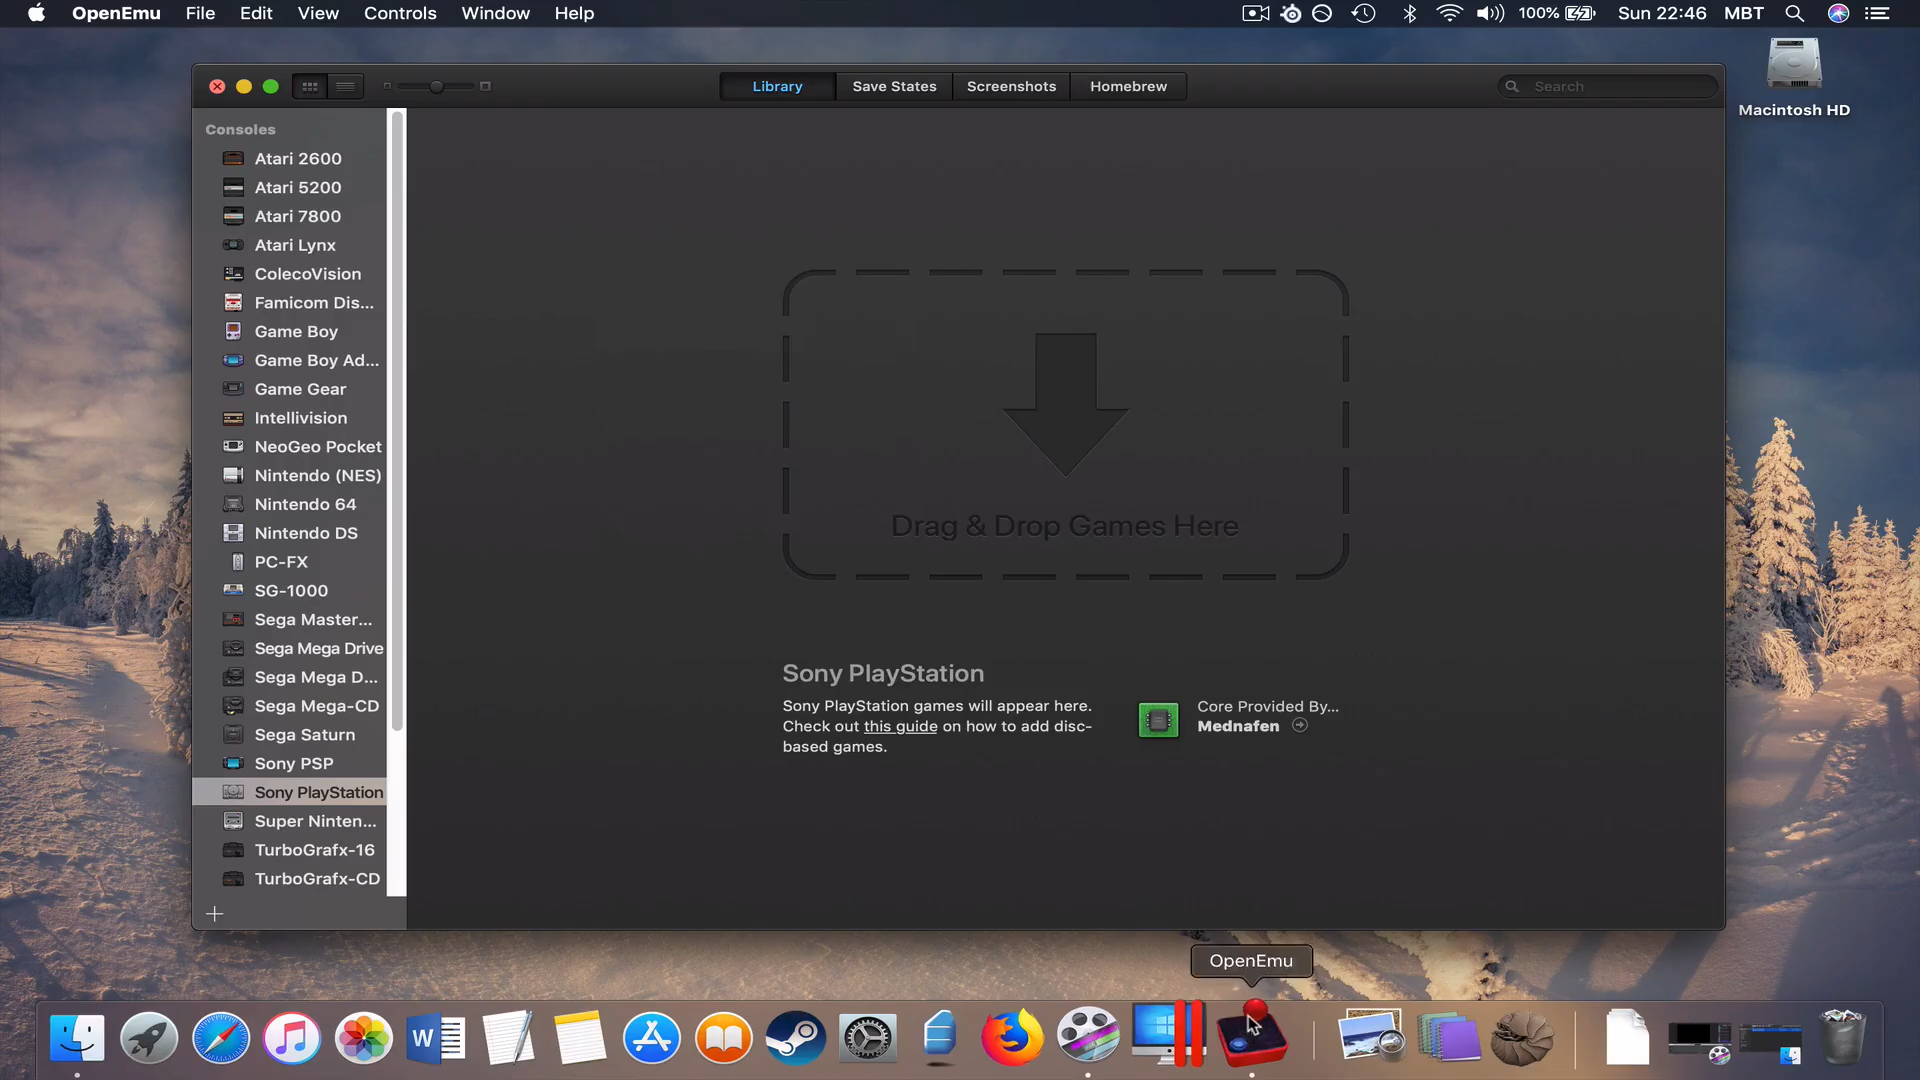 OpenEmu File Edit View Controls Window Help 100% Sun 22:46 MBT
Library Save States Screenshots Homebrew Search
Macintosh HD
Consoles
Atari 2600
Atari 5200
Atari 7800
Atari Lynx
ColecoVision
Famicom Dis...
Game Boy
Game Boy Ad...
Game Gear
Intellivision
NeoGeo Pocket
Nintendo (NES)
Nintendo 64
Nintendo DS
PC-FX
SG-1000
Sega Master...
Sega Mega Drive
Sega Mega D...
Sega Mega-CD
Sega Saturn
Sony PSP
Sony PlayStation
Super Ninten...
TurboGrafx-16
TurboGrafx-CD
Drag & Drop Games Here
Sony PlayStation
Sony PlayStation games will appear here.
Check out this guide on how to add disc-
based games.
Core Provided By...
Mednafen
OpenEmu
W